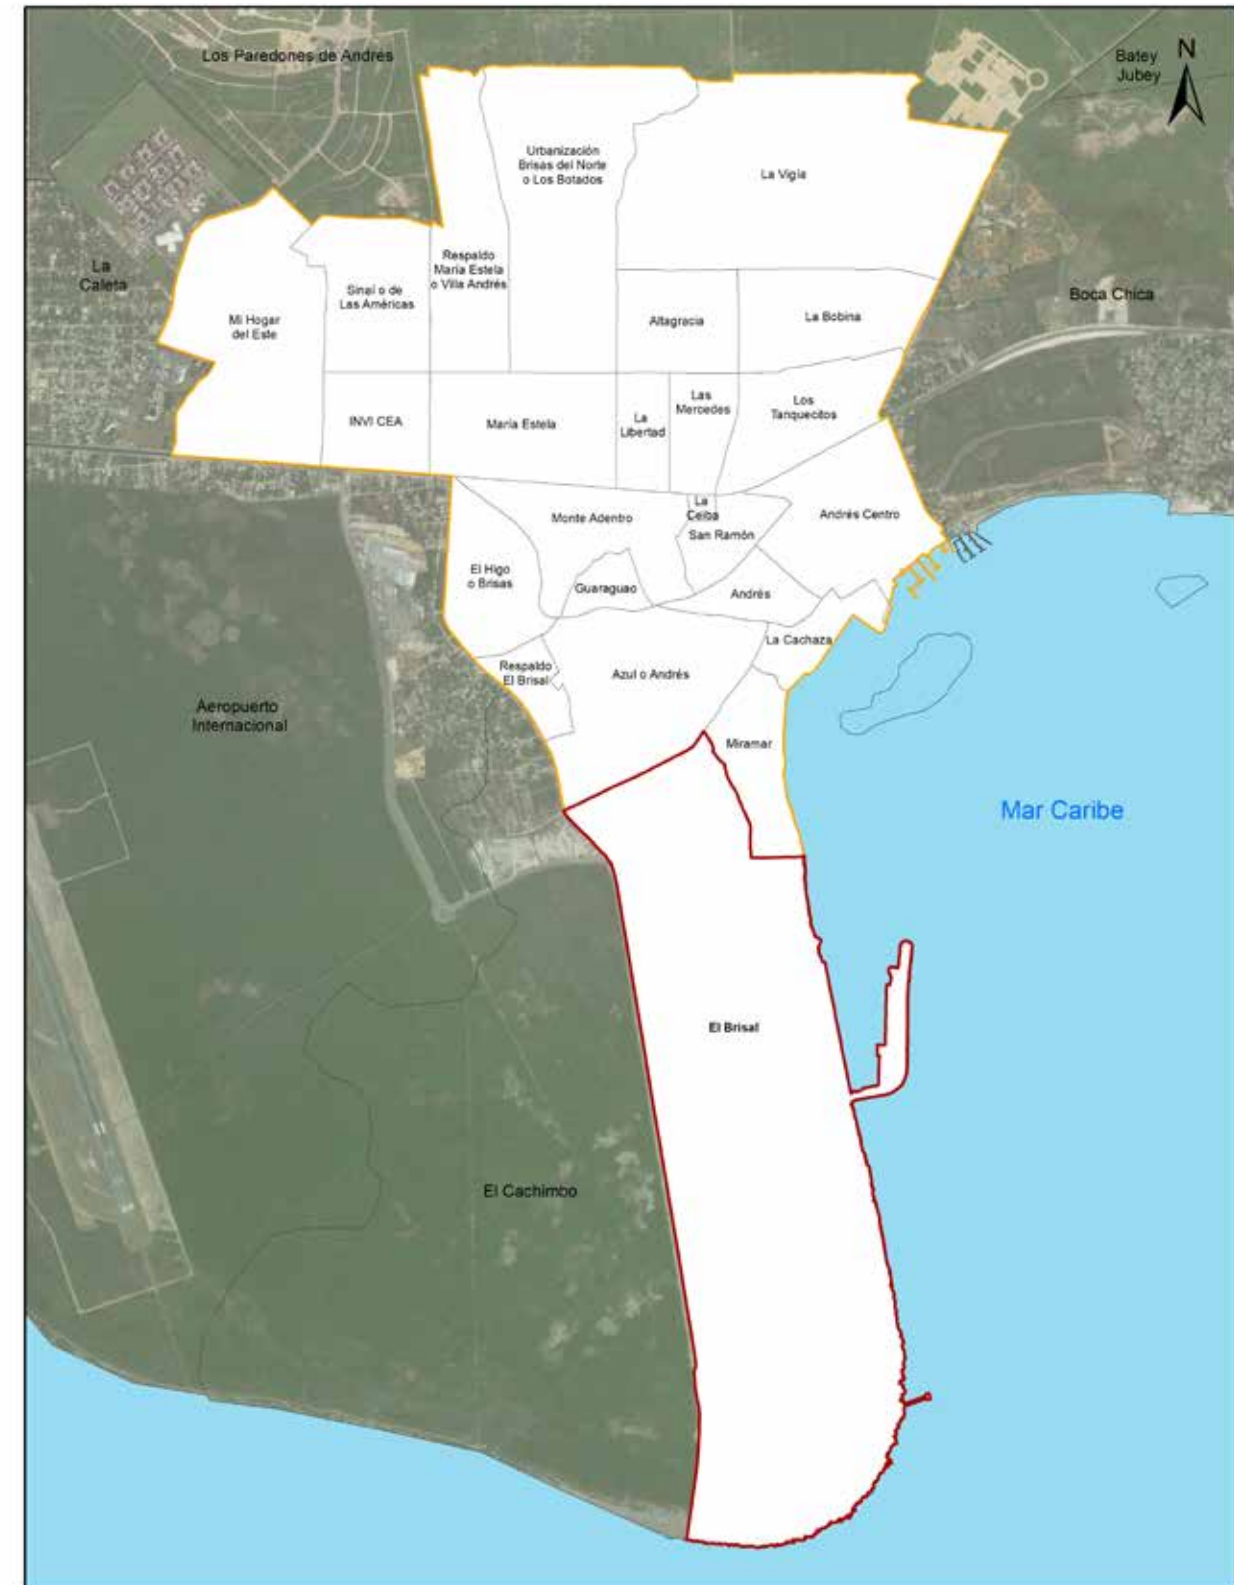 Los Paredones de Andrés
Batey
Jubey
N
Urbanización
Brisas del Norte
o Los Botados
La Vigía
La
Caleta
Respaldo
María Estela
o Villa Andrés
Sinaí o de
Las Américas
Mi Hogar
del Este
Altagracia
La Bobina
Boca Chica
INVI CEA
María Estela
La
Libertad
Las
Mercedes
Los
Tanquecitos
La
Ceiba
Monte Adentro
San Ramón
Andrés Centro
El Higo
o Brisas
Guaraguao
Andrés
La Cachaza
Respaldo
El Brisal
Azul o Andrés
Aeropuerto
Internacional
Miramar
Mar Caribe
El Brisal
El Cachimbo